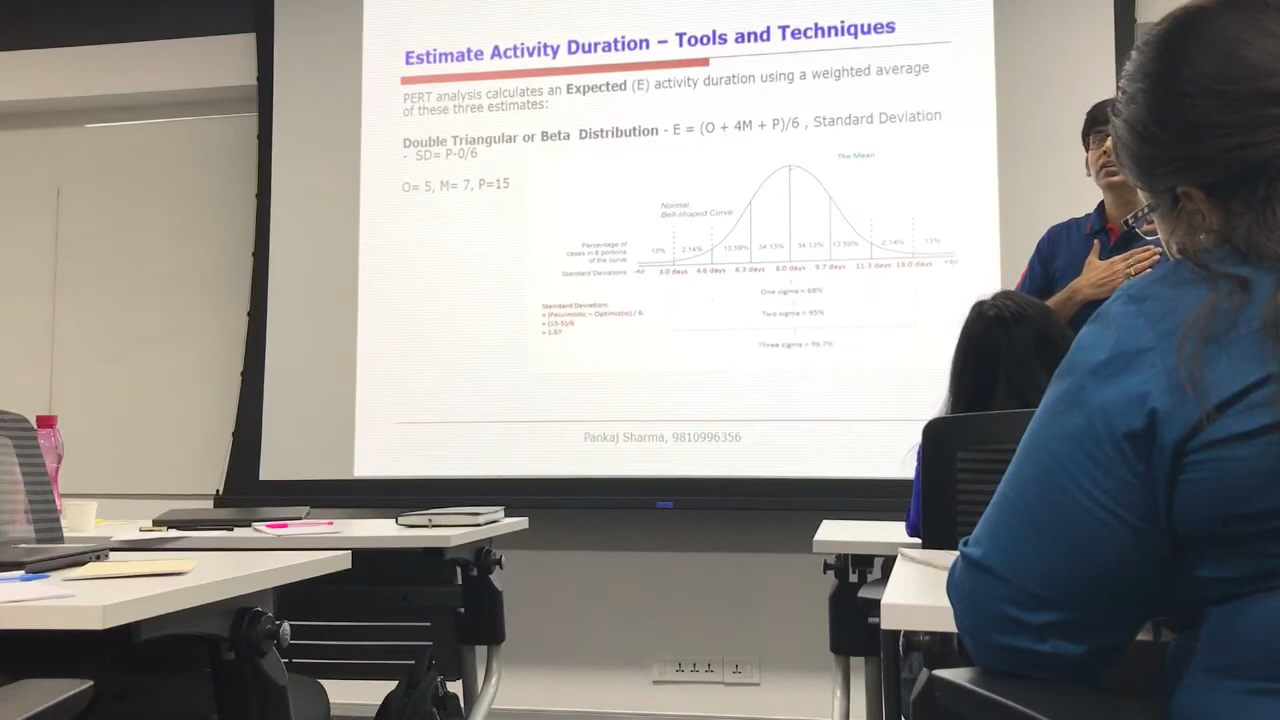 Estimate Activity Duration – Tools and Techniques
PERT analysis calculates an Expected (E) activity duration using a weighted average
of these three estimates:
Double Triangular or Beta Distribution - E = (O + 4M + P)/6 , Standard Deviation
- SD= P-0/6
O= 5, M= 7, P=15
The Mean
Normal,
Bell-shaped Curve
Percentage of
cases in 8 portions
of the curve
13% 2.14% 13.59% 34.13% 34.13% 13.59% 2.14% 13%
Standard Deviations -4σ 3.0 days 4.6 days 6.3 days 8.0 days 9.7 days 11.3 days 13.0 days +4σ
One sigma = 68%
Two sigma = 95%
Three sigma = 99.7%
Standard Deviation:
= (Pessimistic – Optimistic) / 6
= (15-5)/6
= 1.67
Pankaj Sharma, 9810996356